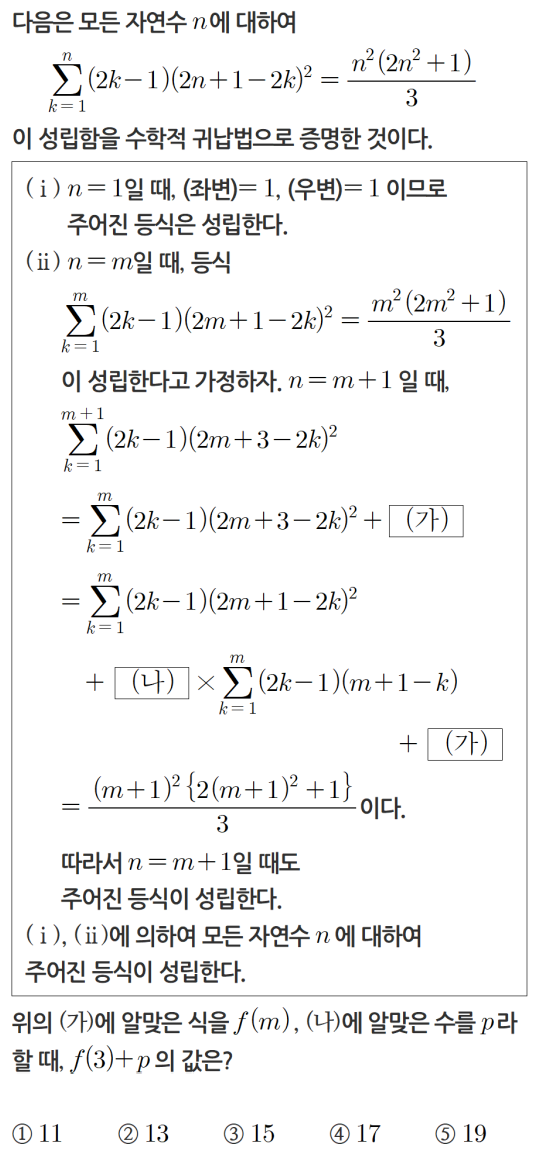 다음은 모든 자연수 n에 대하여
\sum_{k=1}^{n}(2k-1)(2n+1-2k)^2 = \frac{n^2(2n^2+1)}{3}
이 성립함을 수학적 귀납법으로 증명한 것이다.
(ⅰ) n=1일 때, (좌변)=1, (우변)=1 이므로
주어진 등식은 성립한다.
(ⅱ) n=m일 때, 등식
\sum_{k=1}^{m}(2k-1)(2m+1-2k)^2 = \frac{m^2(2m^2+1)}{3}
이 성립한다고 가정하자. n=m+1 일 때,
\sum_{k=1}^{m+1}(2k-1)(2m+3-2k)^2
= \sum_{k=1}^{m}(2k-1)(2m+3-2k)^2 + (가)
= \sum_{k=1}^{m}(2k-1)(2m+1-2k)^2
+ (나) × \sum_{k=1}^{m}(2k-1)(m+1-k)
+ (가)
= \frac{(m+1)^2\{2(m+1)^2+1\}}{3} 이다.
따라서 n=m+1일 때도
주어진 등식이 성립한다.
(ⅰ), (ⅱ)에 의하여 모든 자연수 n 에 대하여
주어진 등식이 성립한다.
위의 (가)에 알맞은 식을 f(m), (나)에 알맞은 수를 p라
할 때, f(3)+p 의 값은?
① 11 ② 13 ③ 15 ④ 17 ⑤ 19